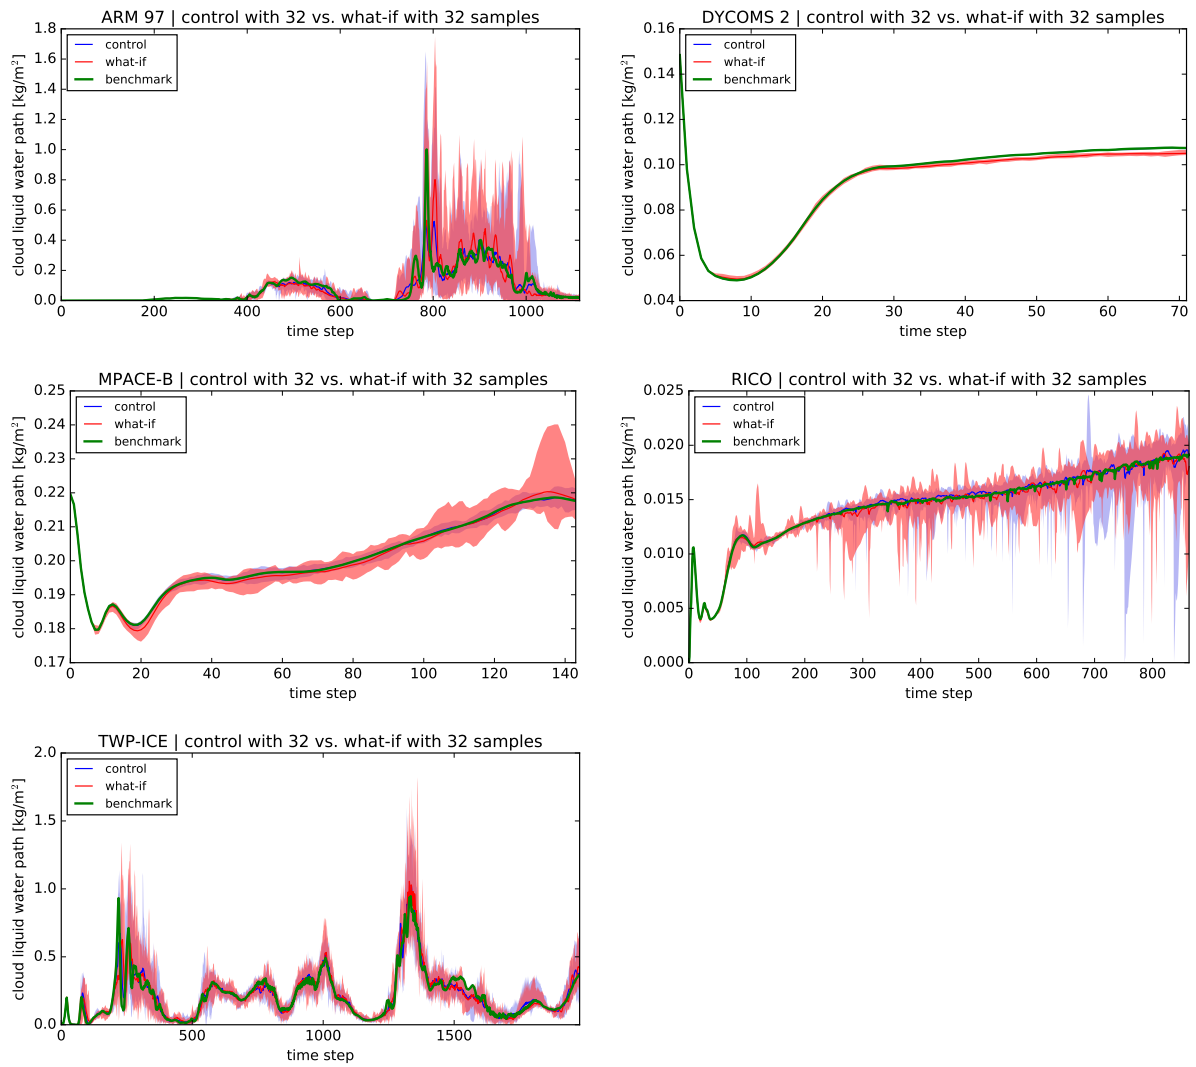 ARM 97 | control with 32 vs. what-if with 32 samples
cloud liquid water path [kg/m²]
1.8
1.6
1.4
1.2
1.0
0.8
0.6
0.4
0.2
0.0
control
what-if
benchmark
0 200 400 600 800 1000
time step
DYCOMS 2 | control with 32 vs. what-if with 32 samples
cloud liquid water path [kg/m²]
0.16
0.14
0.12
0.10
0.08
0.06
0.04
control
what-if
benchmark
0 10 20 30 40 50 60 70
time step
MPACE-B | control with 32 vs. what-if with 32 samples
cloud liquid water path [kg/m²]
0.25
0.24
0.23
0.22
0.21
0.20
0.19
0.18
0.17
control
what-if
benchmark
0 20 40 60 80 100 120 140
time step
RICO | control with 32 vs. what-if with 32 samples
cloud liquid water path [kg/m²]
0.025
0.020
0.015
0.010
0.005
0.000
control
what-if
benchmark
0 100 200 300 400 500 600 700 800
time step
TWP-ICE | control with 32 vs. what-if with 32 samples
cloud liquid water path [kg/m²]
2.0
1.5
1.0
0.5
0.0
control
what-if
benchmark
0 500 1000 1500
time step